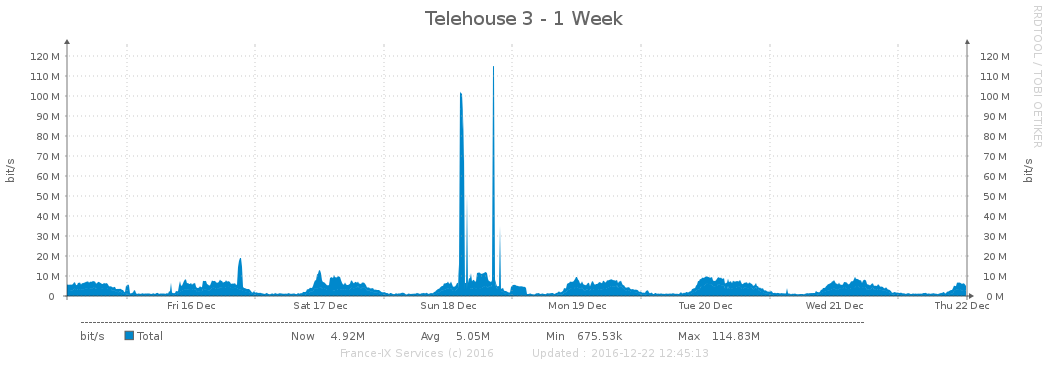 Telehouse 3 - 1 Week
RRDTOOL / TOBI OETIKER
120 M 120 M
110 M 110 M
100 M 100 M
90 M 90 M
80 M 80 M
70 M 70 M
60 M 60 M
50 M 50 M
40 M 40 M
30 M 30 M
20 M 20 M
10 M 10 M
0 0 M
bit/s
bit/s
Fri 16 Dec Sat 17 Dec Sun 18 Dec Mon 19 Dec Tue 20 Dec Wed 21 Dec Thu 22 Dec
bit/s Total Now 4.92M Avg 5.05M Min 675.53k Max 114.83M
France-IX Services (c) 2016 Updated : 2016-12-22 12:45:13